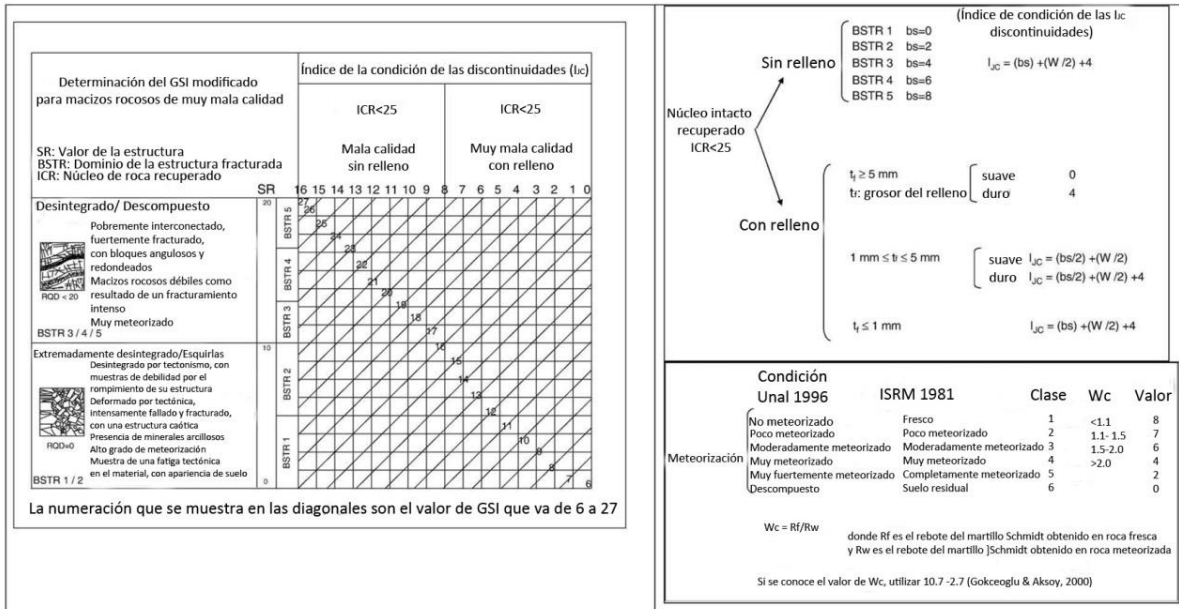 Determinación del GSI modificado
para macizos rocosos de muy mala calidad
SR: Valor de la estructura
BSTR: Dominio de la estructura fracturada
ICR: Núcleo de roca recuperado
Índice de la condición de las discontinuidades (IJC)
ICR<25
Mala calidad
sin relleno
ICR<25
Muy mala calidad
con relleno
SR
16 15 14 13 12 11 10 9 8 7 6 5 4 3 2 1 0
Desintegrado/ Descompuesto
Pobremente interconectado,
fuertemente fracturado,
con bloques angulosos y
redondeados
Macizos rocosos débiles como
resultado de un fracturamiento
intenso
Muy meteorizado
RQD < 20
BSTR 3 / 4 / 5
Extremadamente desintegrado/Esquirlas
Desintegrado por tectonismo, con
muestras de debilidad por el
rompimiento de su estructura
Deformado por tectónica,
intensamente fallado y fracturado,
con una estructura caótica
Presencia de minerales arcillosos
Alto grado de meteorización
Muestra de una fatiga tectónica
en el material, con apariencia de suelo
RQD=0
BSTR 1 / 2
20
10
0
BSTR 5
BSTR 4
BSTR 3
BSTR 2
BSTR 1
27
26
25
24
23
22
21
20
19
18
17
16
15
14
13
12
11
10
9
8
7
6
La numeración que se muestra en las diagonales son el valor de GSI que va de 6 a 27
Núcleo intacto
recuperado
ICR<25
Sin relleno
BSTR 1 bs=0
BSTR 2 bs=2
BSTR 3 bs=4
BSTR 4 bs=6
BSTR 5 bs=8
(Índice de condición de las IJC
discontinuidades)
IJC = (bs) +(W /2) +4
Con relleno
tf ≥ 5 mm
tf: grosor del relleno
suave 0
duro 4
1 mm ≤ tf ≤ 5 mm
suave IJC = (bs/2) +(W /2)
duro IJC = (bs/2) +(W /2) +4
tf ≤ 1 mm IJC = (bs) +(W /2) +4
Condición
Unal 1996 ISRM 1981 Clase Wc Valor
Meteorización
No meteorizado Fresco 1 <1.1 8
Poco meteorizado Poco meteorizado 2 1.1- 1.5 7
Moderadamente meteorizado Moderadamente meteorizado 3 1.5-2.0 6
Muy meteorizado Muy meteorizado 4 >2.0 4
Muy fuertemente meteorizado Completamente meteorizado 5 2
Descompuesto Suelo residual 6 0
Wc = Rf/Rw
donde Rf es el rebote del martillo Schmidt obtenido en roca fresca
y Rw es el rebote del martillo ]Schmidt obtenido en roca meteorizada
Si se conoce el valor de Wc, utilizar 10.7 -2.7 (Gokceoglu & Aksoy, 2000)